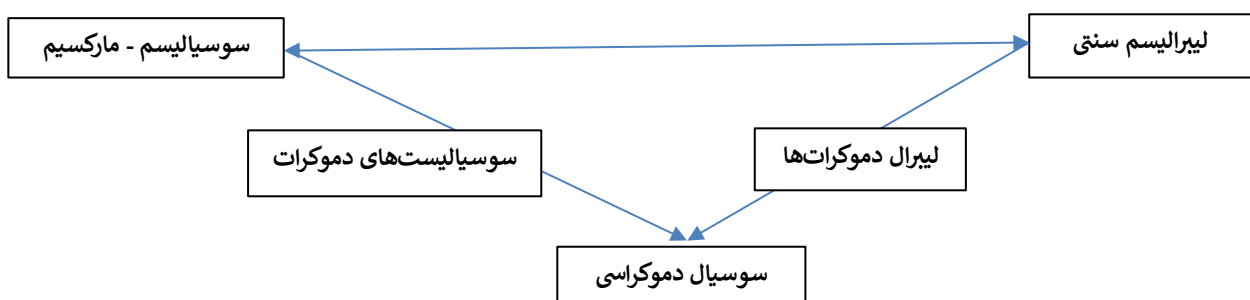 لیبرالیسم سنتی
سوسیالیسم - مارکسیم
لیبرال دموکرات‌ها
سوسیالیست‌های دموکرات
سوسیال دموکراسی